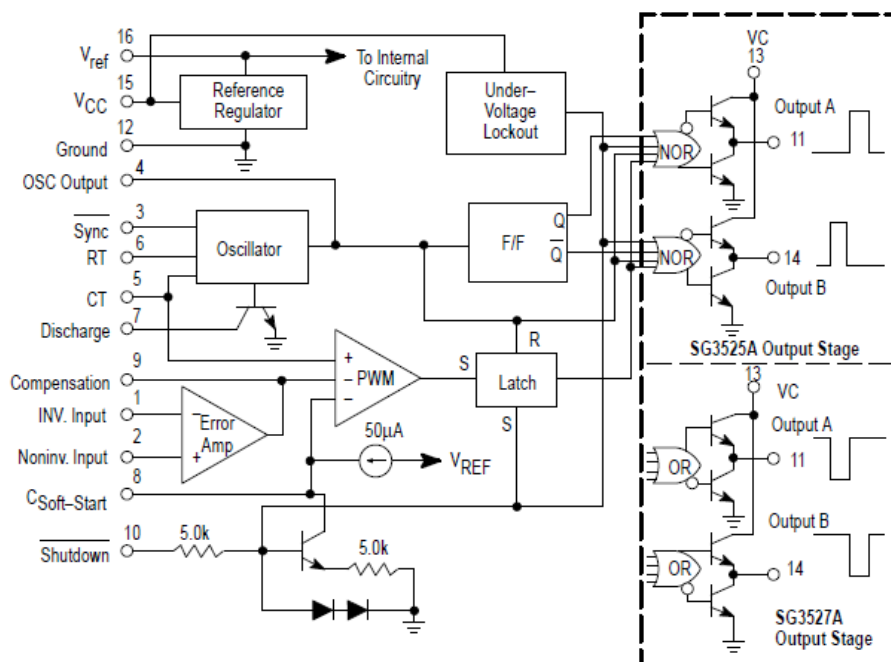 16
Vref
To Internal
Circuitry
15
VCC
Reference
Regulator
Under–
Voltage
Lockout
12
Ground
4
OSC Output
3
Sync
6
RT
5
CT
7
Discharge
Oscillator
F/F
Q
Q
9
Compensation
1
INV. Input
2
Noninv. Input
8
CSoft–Start
10
Shutdown
5.0k
5.0k
+
–
–
PWM
–
+
Error
Amp
50µA
VREF
S
R
Latch
S
VC
13
Output A
11
NOR
NOR
14
Output B
SG3525A Output Stage
13
VC
Output A
11
OR
Output B
14
OR
SG3527A
Output Stage